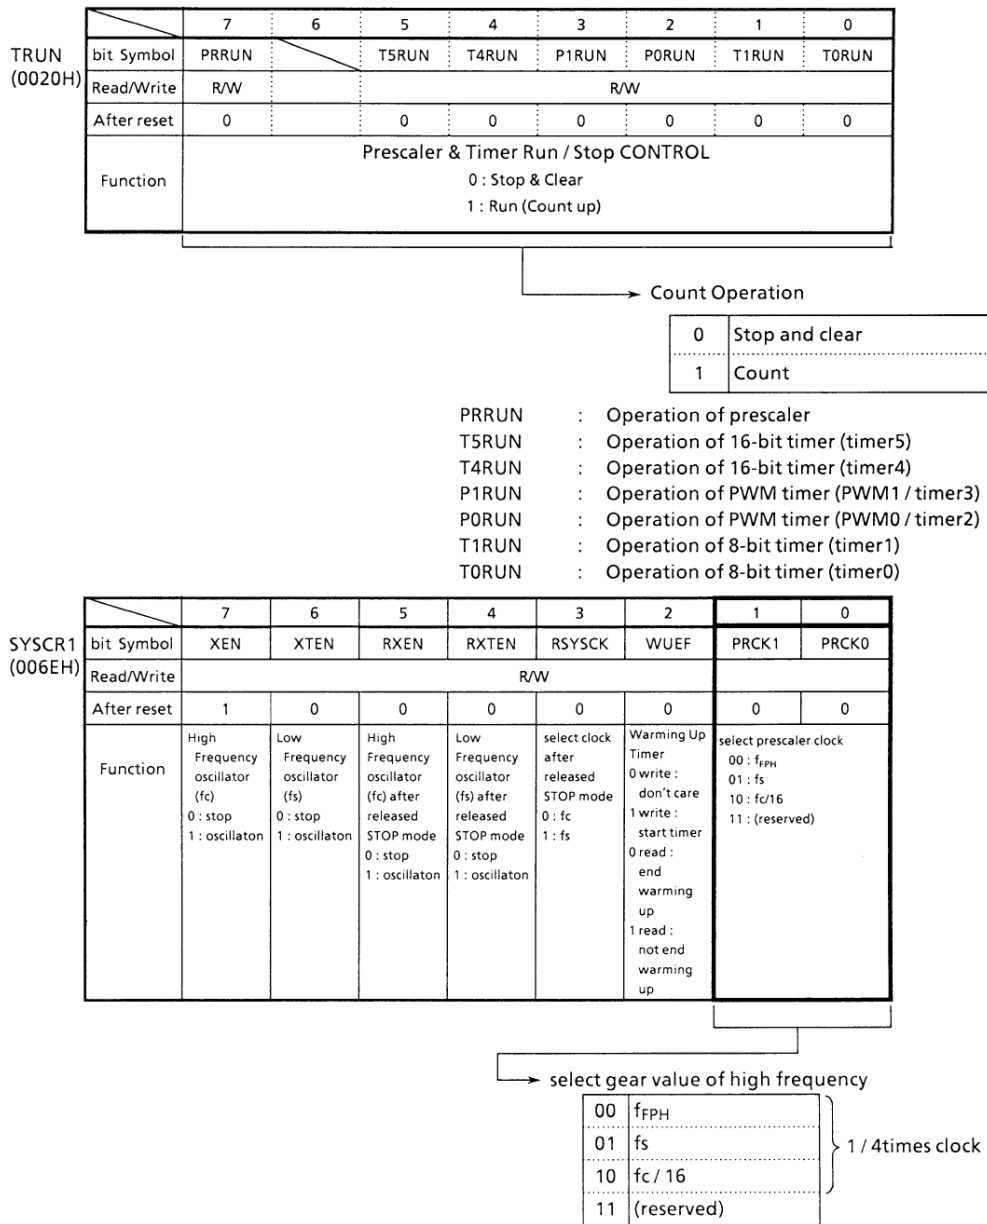 7 6 5 4 3 2 1 0
TRUN (0020H)
bit Symbol PRRUN T5RUN T4RUN P1RUN P0RUN T1RUN T0RUN
Read/Write R/W R/W
After reset 0 0 0 0 0 0 0
Function
Prescaler & Timer Run / Stop CONTROL
0 : Stop & Clear
1 : Run (Count up)
Count Operation
0 Stop and clear
1 Count
PRRUN : Operation of prescaler
T5RUN : Operation of 16-bit timer (timer5)
T4RUN : Operation of 16-bit timer (timer4)
P1RUN : Operation of PWM timer (PWM1 / timer3)
P0RUN : Operation of PWM timer (PWM0 / timer2)
T1RUN : Operation of 8-bit timer (timer1)
T0RUN : Operation of 8-bit timer (timer0)
7 6 5 4 3 2 1 0
SYSCR1 (006EH)
bit Symbol XEN XTEN RXEN RXTEN RSYSCK WUEF PRCK1 PRCK0
Read/Write R/W
After reset 1 0 0 0 0 0 0 0
Function
High
Frequency
oscillator
(fc)
0 : stop
1 : oscillaton
Low
Frequency
oscillator
(fs)
0 : stop
1 : oscillaton
High
Frequency
oscillator
(fc) after
released
STOP mode
0 : stop
1 : oscillaton
Low
Frequency
oscillator
(fs) after
released
STOP mode
0 : stop
1 : oscillaton
select clock
after
released
STOP mode
0 : fc
1 : fs
Warming Up
Timer
0 write :
don't care
1 write :
start timer
0 read :
end
warming
up
1 read :
not end
warming
up
select prescaler clock
00 : fFPH
01 : fs
10 : fc/16
11 : (reserved)
select gear value of high frequency
00 fFPH
01 fs
10 fc / 16
11 (reserved)
1 / 4times clock